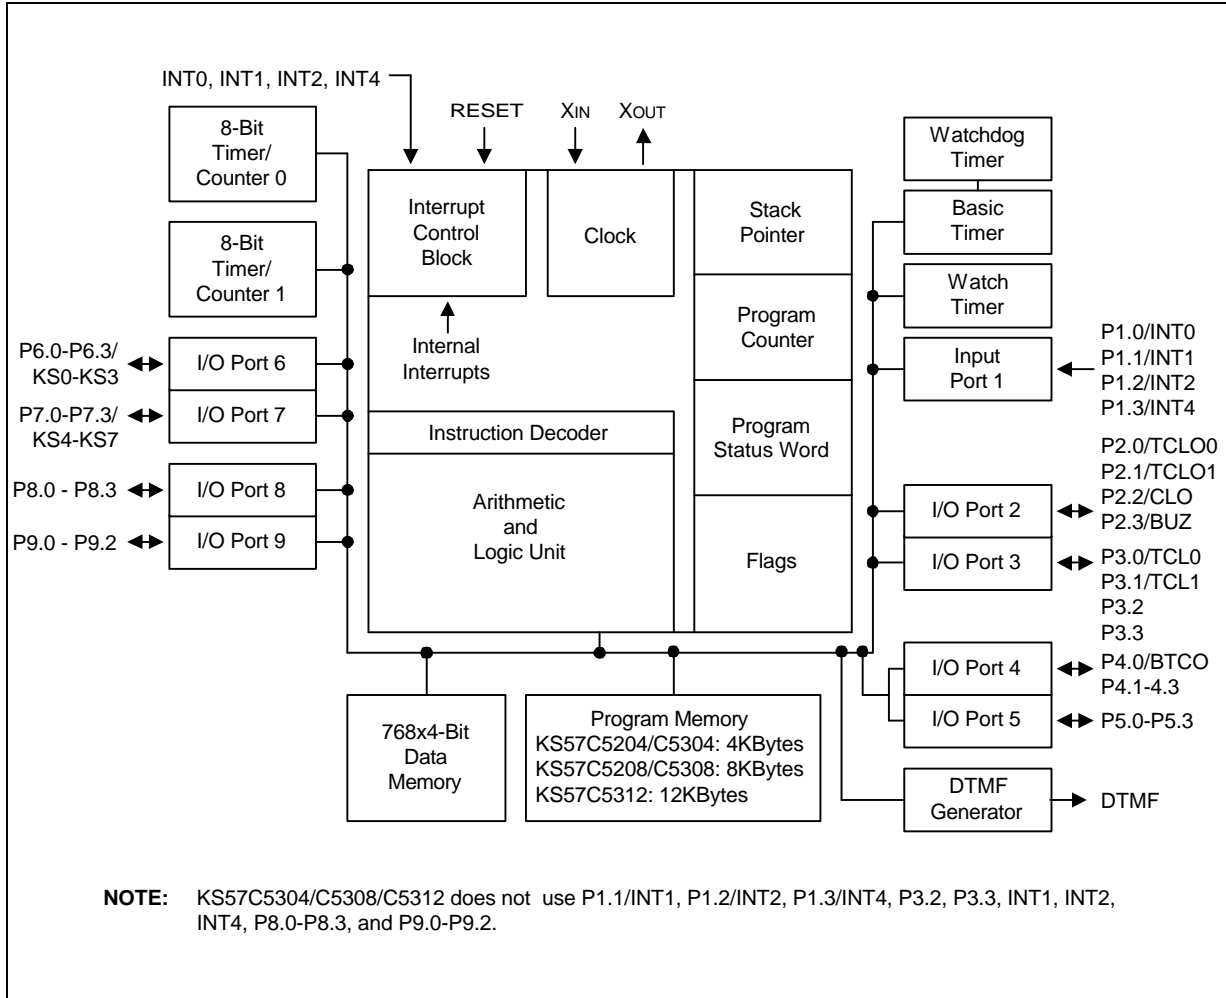 INT0, INT1, INT2, INT4
RESET
XIN
XOUT
8-Bit
Timer/
Counter 0
8-Bit
Timer/
Counter 1
P6.0-P6.3/
KS0-KS3
I/O Port 6
P7.0-P7.3/
KS4-KS7
I/O Port 7
P8.0 - P8.3
I/O Port 8
P9.0 - P9.2
I/O Port 9
Interrupt
Control
Block
Clock
Internal
Interrupts
Instruction Decoder
Arithmetic
and
Logic Unit
Stack
Pointer
Program
Counter
Program
Status Word
Flags
Watchdog
Timer
Basic
Timer
Watch
Timer
Input
Port 1
P1.0/INT0
P1.1/INT1
P1.2/INT2
P1.3/INT4
I/O Port 2
P2.0/TCLO0
P2.1/TCLO1
P2.2/CLO
P2.3/BUZ
I/O Port 3
P3.0/TCL0
P3.1/TCL1
P3.2
P3.3
I/O Port 4
P4.0/BTCO
P4.1-4.3
I/O Port 5
P5.0-P5.3
DTMF
Generator
DTMF
768x4-Bit
Data
Memory
Program Memory
KS57C5204/C5304: 4KBytes
KS57C5208/C5308: 8KBytes
KS57C5312: 12KBytes
NOTE: KS57C5304/C5308/C5312 does not use P1.1/INT1, P1.2/INT2, P1.3/INT4, P3.2, P3.3, INT1, INT2,
INT4, P8.0-P8.3, and P9.0-P9.2.